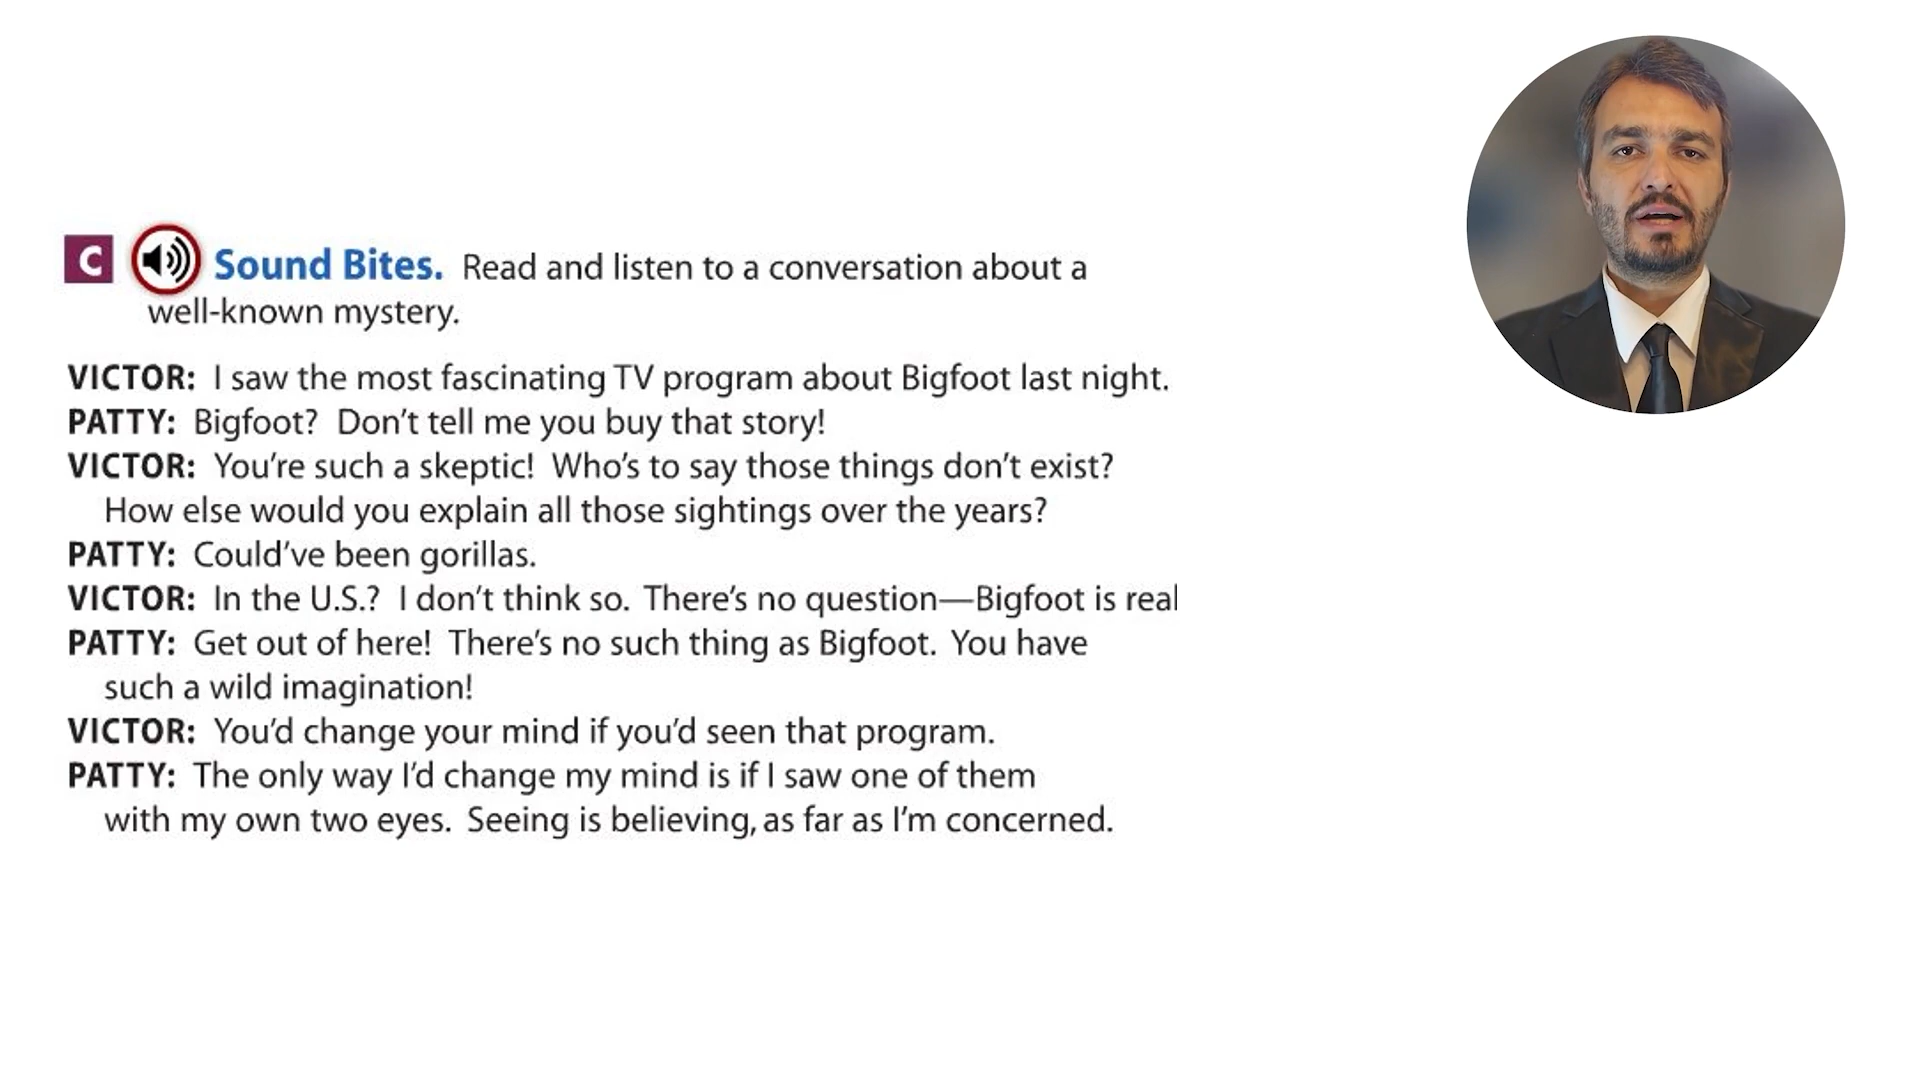 C Sound Bites. Read and listen to a conversation about a
well-known mystery.
VICTOR: I saw the most fascinating TV program about Bigfoot last night.
PATTY: Bigfoot? Don't tell me you buy that story!
VICTOR: You're such a skeptic! Who's to say those things don't exist?
How else would you explain all those sightings over the years?
PATTY: Could've been gorillas.
VICTOR: In the U.S.? I don't think so. There's no question—Bigfoot is real
PATTY: Get out of here! There's no such thing as Bigfoot. You have
such a wild imagination!
VICTOR: You'd change your mind if you'd seen that program.
PATTY: The only way I'd change my mind is if I saw one of them
with my own two eyes. Seeing is believing, as far as I'm concerned.